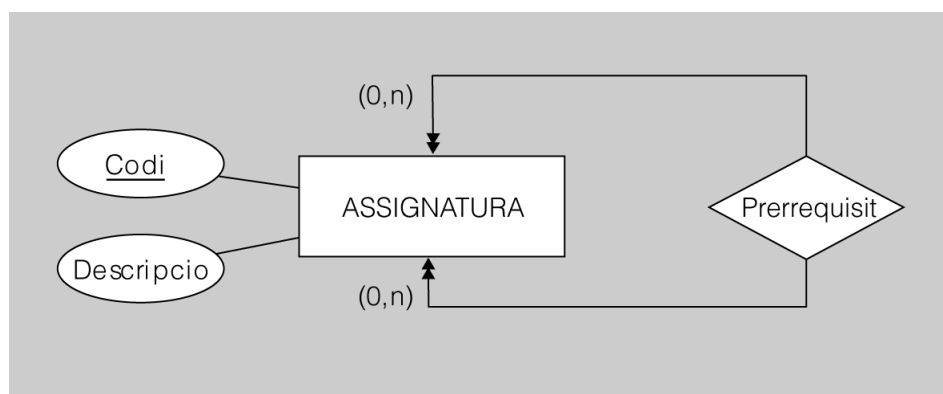 (0,n)
Codi
ASSIGNATURA
Prerrequisit
Descripcio
(0,n)